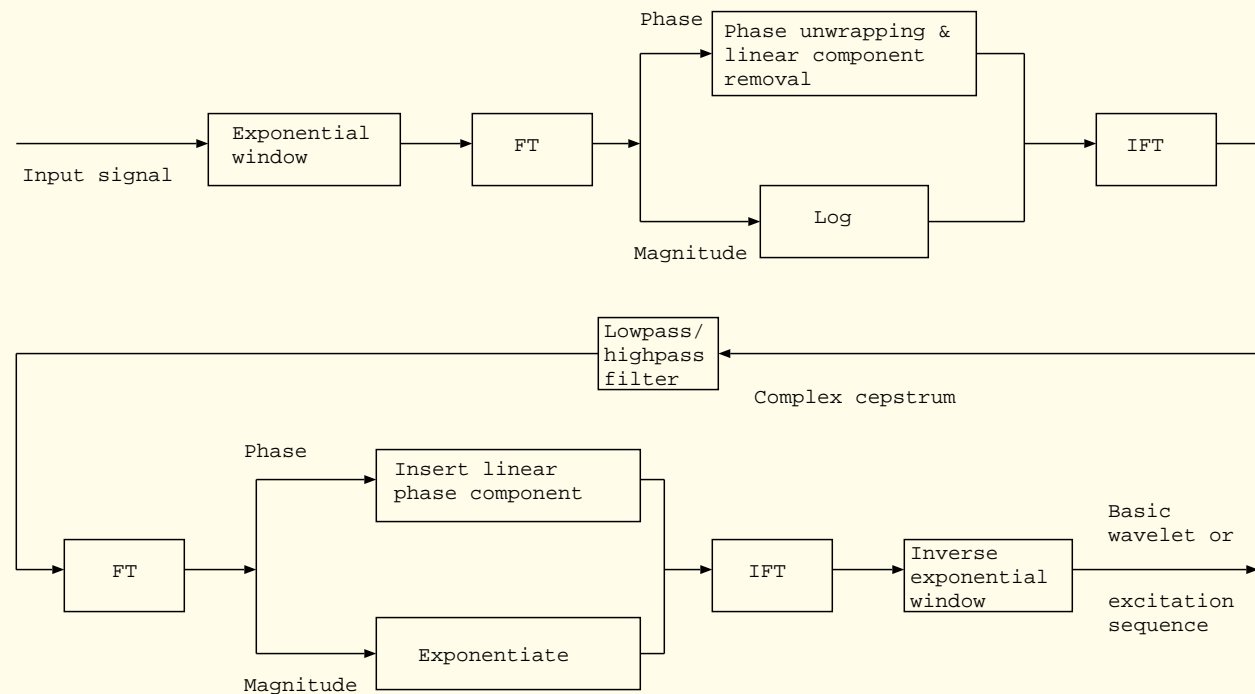 Phase
Phase unwrapping &
linear component
removal
Exponential
window
FT
IFT
Input signal
Log
Magnitude
Lowpass/
highpass
filter
Complex cepstrum
Phase
Insert linear
phase component
Basic
wavelet or
FT
IFT
Inverse
exponential
window
excitation
sequence
Exponentiate
Magnitude